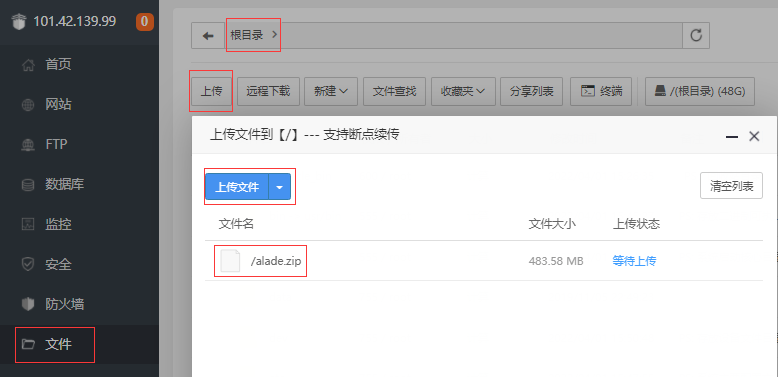 101.42.139.99 0
首页
网站
FTP
数据库
监控
安全
防火墙
文件
根目录
上传 远程下载 新建 文件查找 收藏夹 分享列表 终端 /(根目录) (48G)
上传文件到【/】--- 支持断点续传
上传文件 清空列表
文件名 文件大小 上传状态
/alade.zip 483.58 MB 等待上传